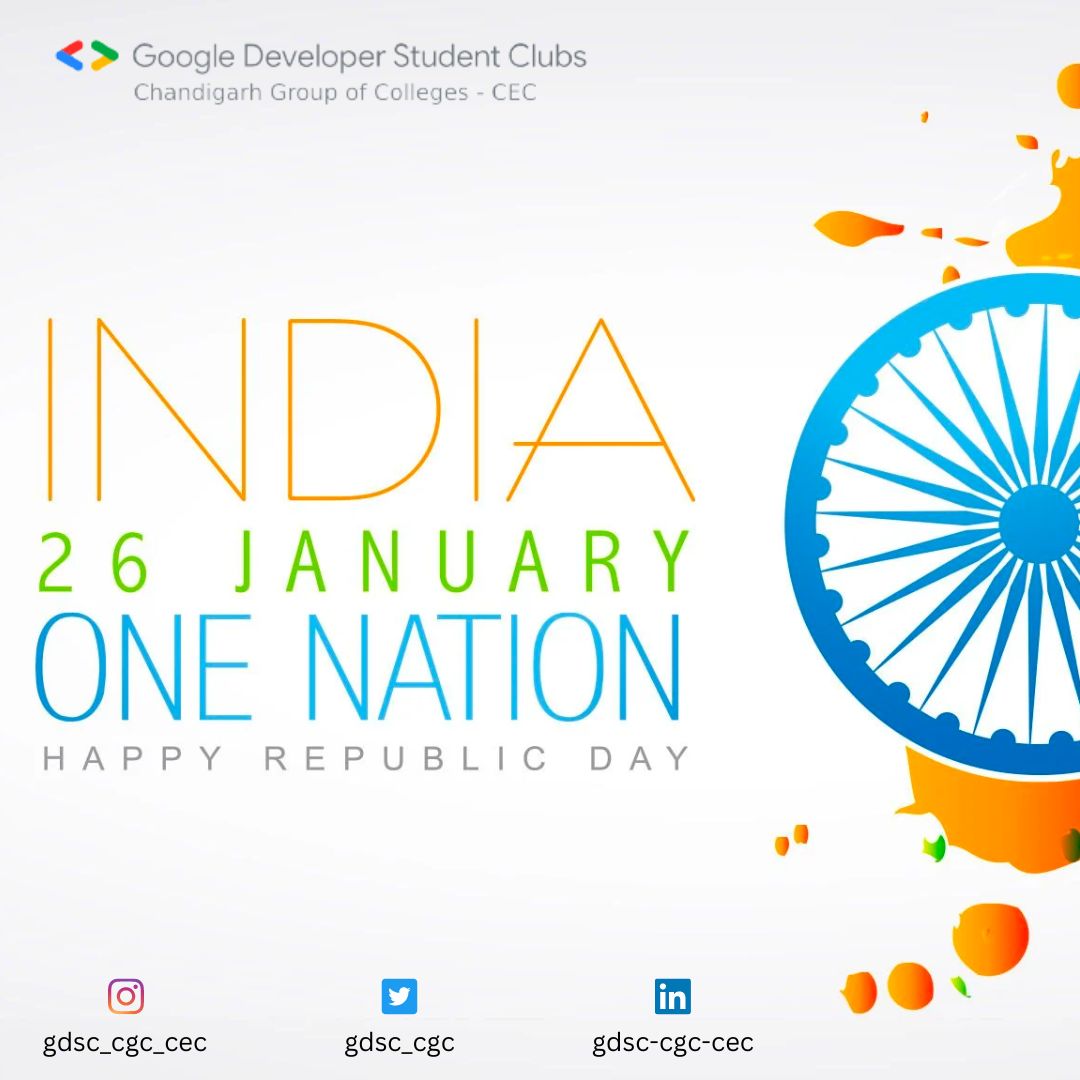 Google Developer Student Clubs
Chandigarh Group of Colleges - CEC
INDIA
26 JANUARY
ONE NATION
HAPPY REPUBLIC DAY
gdsc_cgc_cec
gdsc_cgc
gdsc-cgc-cec